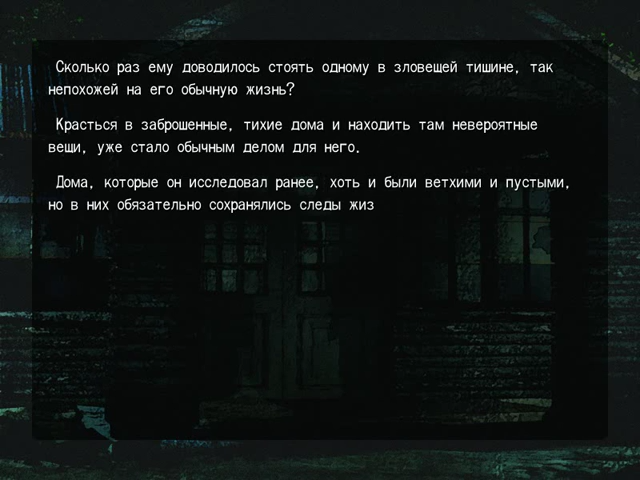 Сколько раз ему доводилось стоять одному в зловещей тишине, так
непохожей на его обычную жизнь?
Красться в заброшенные, тихие дома и находить там невероятные
вещи, уже стало обычным делом для него.
Дома, которые он исследовал ранее, хоть и были ветхими и пустыми,
но в них обязательно сохранялись следы жиз